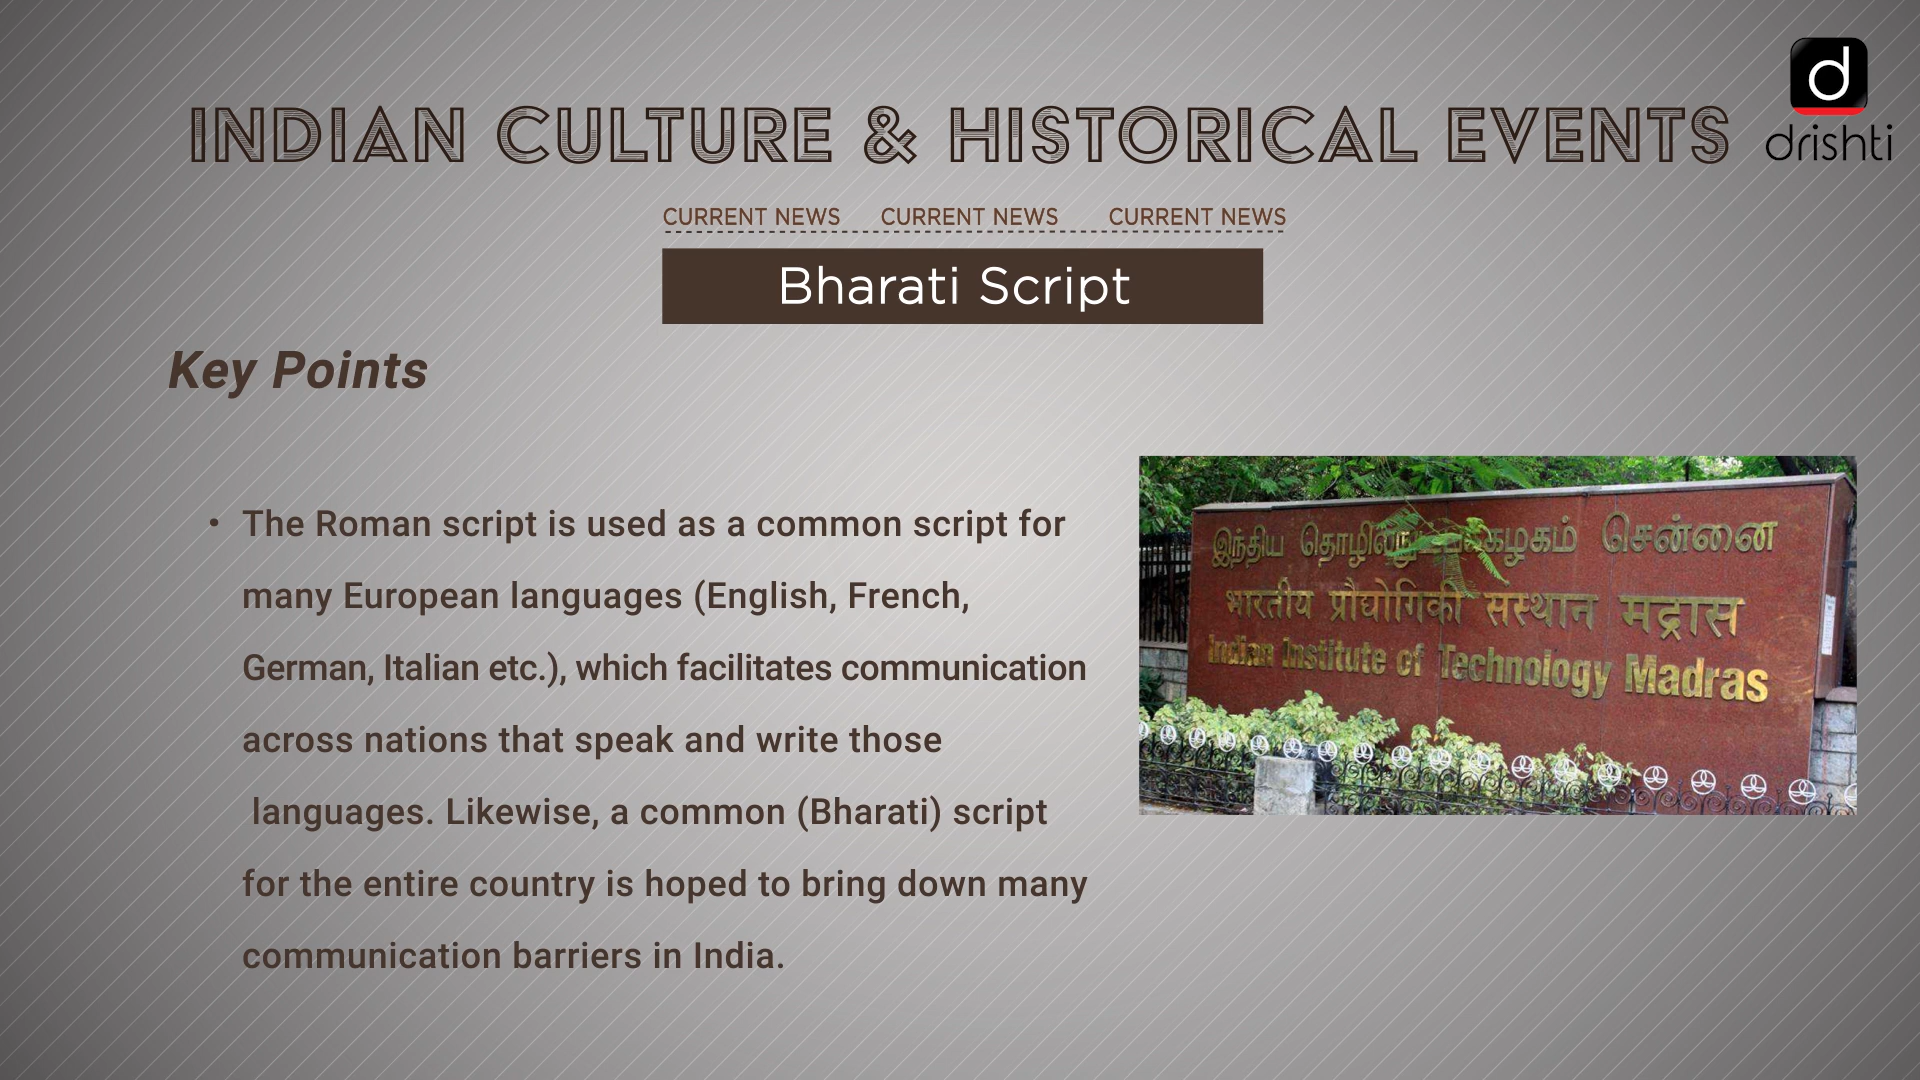 INDIAN CULTURE & HISTORICAL EVENTS
d
drishti
CURRENT NEWS CURRENT NEWS CURRENT NEWS
Bharati Script
Key Points
• The Roman script is used as a common script for
many European languages (English, French,
German, Italian etc.), which facilitates communication
across nations that speak and write those
languages. Likewise, a common (Bharati) script
for the entire country is hoped to bring down many
communication barriers in India.
இந்திய சென்னை
भारतीय प्रौद्योगिकी संस्थान मद्रास
Indian Institute of Technology Madras